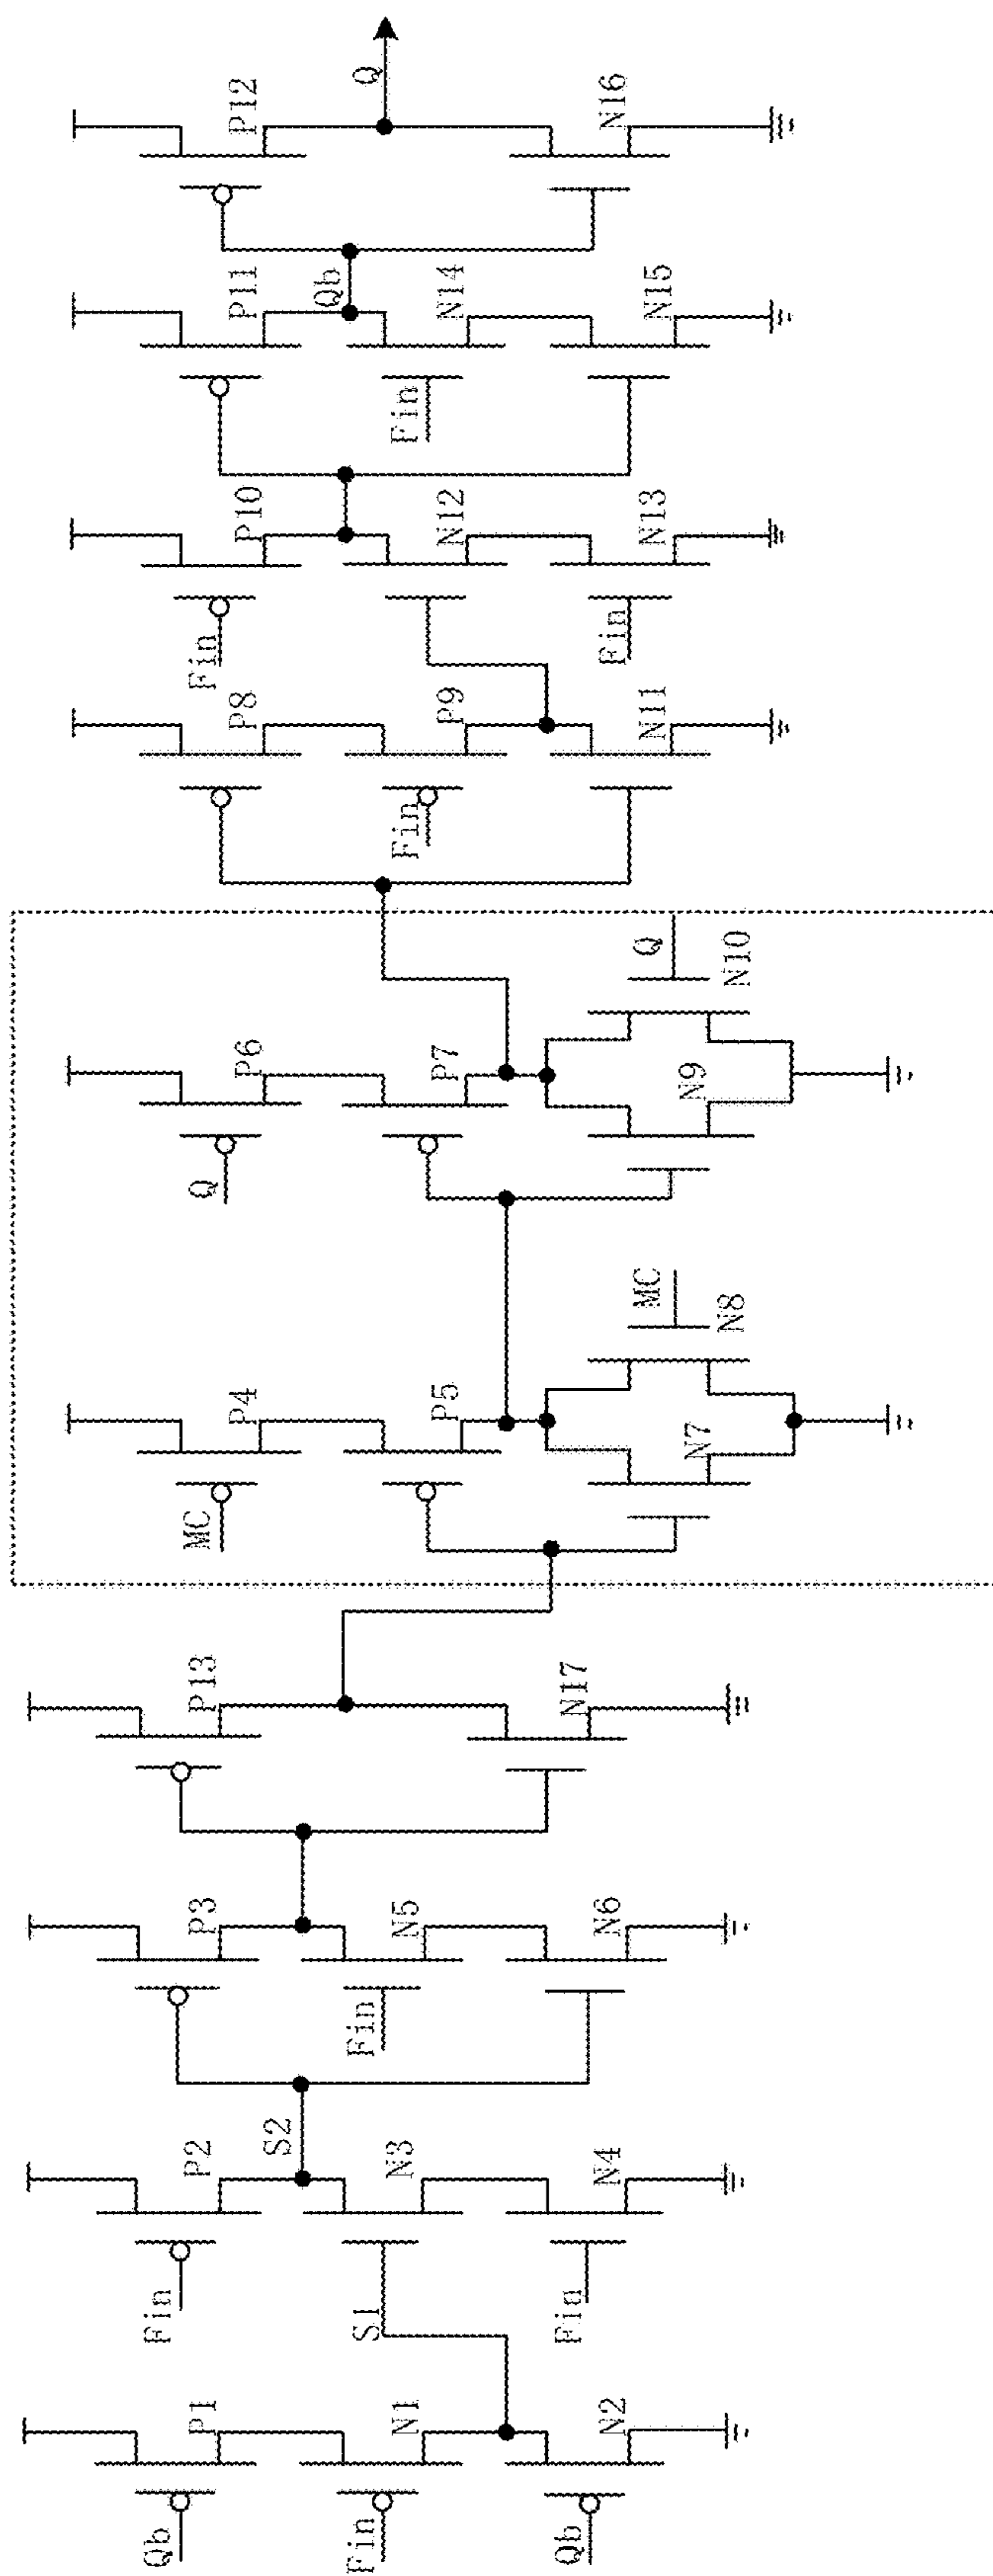 Qb
P1
Fin
N1
Qb
N2
S1
Fin
P2
S2
N3
Fin
N4
P3
Fin
N5
N6
P13
N17
MC
P4
P5
N7
MC
N8
Q
P6
P7
N9
Q
N10
P8
Fin
P9
N11
Fin
P10
N12
Fin
N13
P11
Qb
Fin
N14
N15
P12
Q
N16